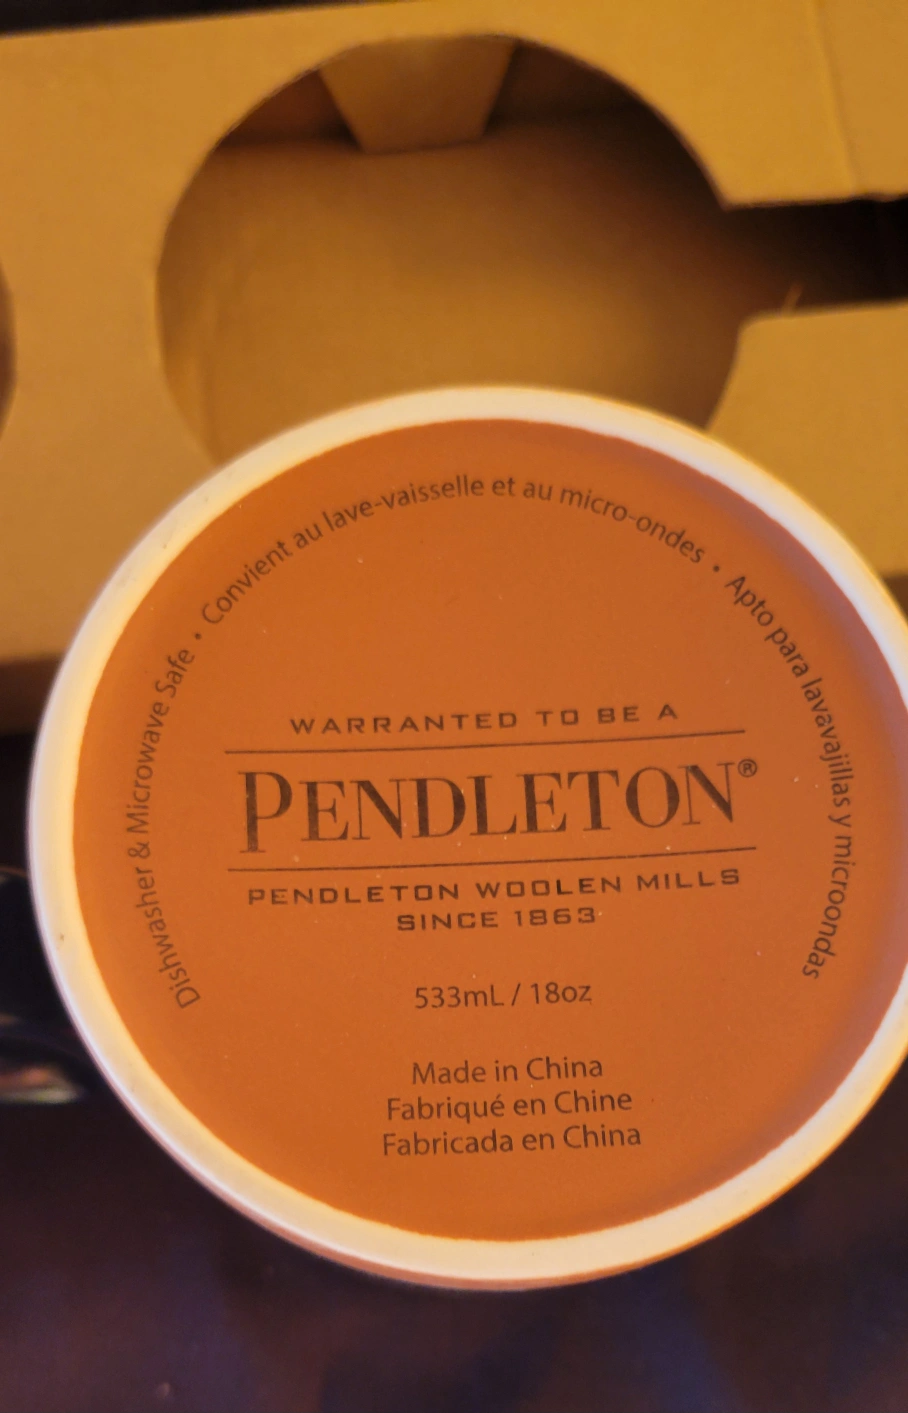 Dishwasher & Microwave Safe • Convient au lave-vaisselle et au micro-ondes • Apto para lavavajillas y microondas
WARRANTED TO BE A
PENDLETON®
PENDLETON WOOLEN MILLS
SINCE 1863
533mL / 18oz
Made in China
Fabriqué en Chine
Fabricada en China